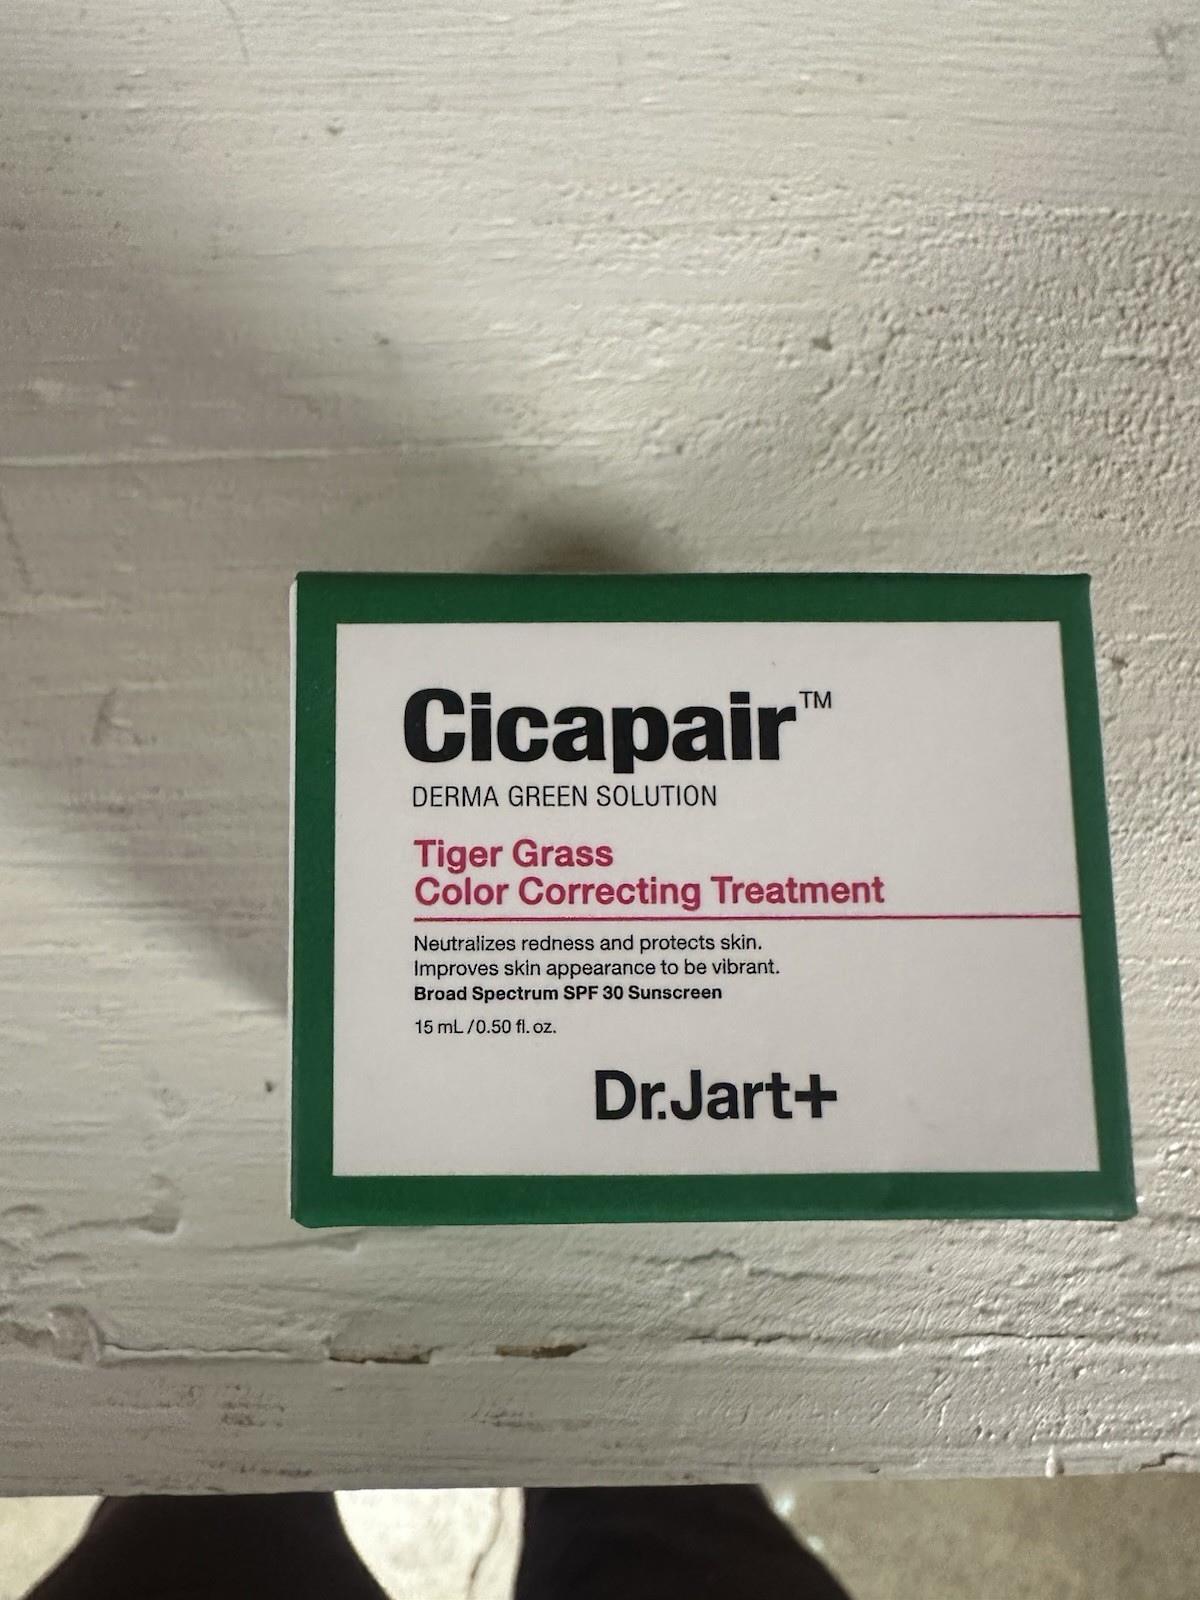 Cicapair™
DERMA GREEN SOLUTION
Tiger Grass
Color Correcting Treatment
Neutralizes redness and protects skin.
Improves skin appearance to be vibrant.
Broad Spectrum SPF 30 Sunscreen
15 mL / 0.50 fl. oz.
Dr.Jart+